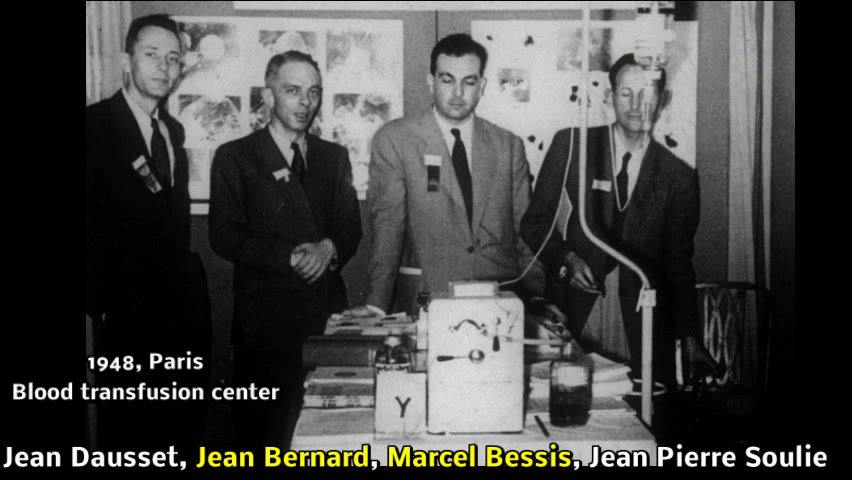 Y
1948, Paris
Blood transfusion center
Jean Dausset, Jean Bernard, Marcel Bessis, Jean Pierre Soulie